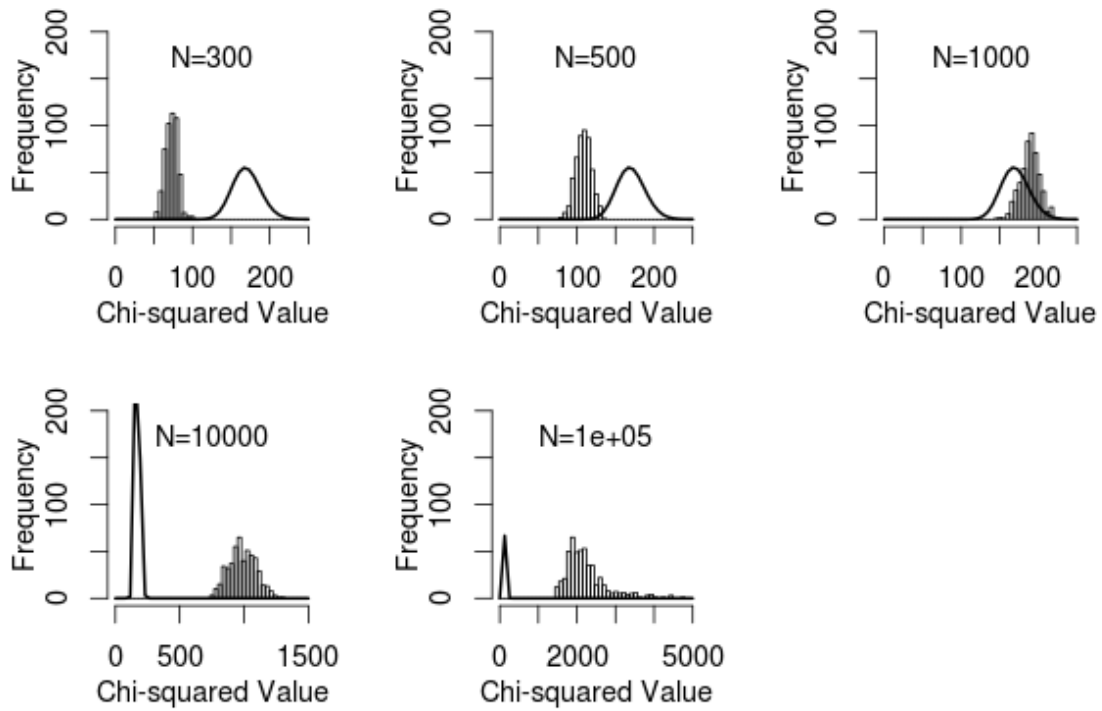 N=300
Frequency
0 100 200
0 100 200
Chi-squared Value
N=500
Frequency
0 100 200
0 100 200
Chi-squared Value
N=1000
Frequency
0 100 200
0 100 200
Chi-squared Value
N=10000
Frequency
0 100 200
0 500 1500
Chi-squared Value
N=1e+05
Frequency
0 100 200
0 2000 5000
Chi-squared Value